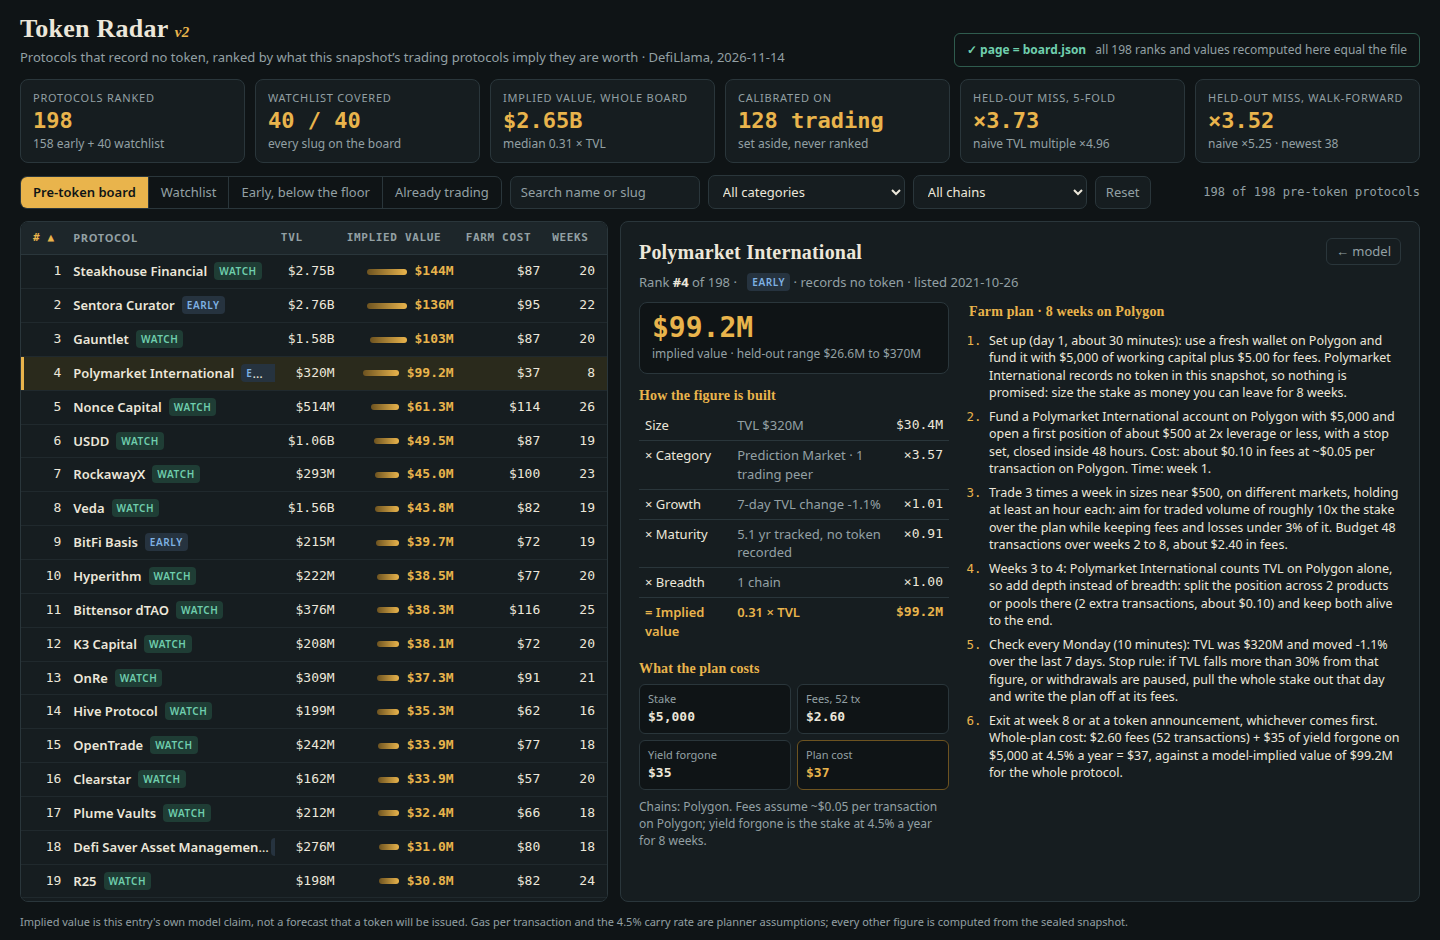 Token Radar v2
Protocols that record no token, ranked by what this snapshot's trading protocols imply they are worth · DefiLlama, 2026-11-14
✓ page = board.json all 198 ranks and values recomputed here equal the file
PROTOCOLS RANKED
198
158 early + 40 watchlist
WATCHLIST COVERED
40 / 40
every slug on the board
IMPLIED VALUE, WHOLE BOARD
$2.65B
median 0.31 × TVL
CALIBRATED ON
128 trading
set aside, never ranked
HELD-OUT MISS, 5-FOLD
×3.73
naive TVL multiple ×4.96
HELD-OUT MISS, WALK-FORWARD
×3.52
naive ×5.25 · newest 38
Pre-token board Watchlist Early, below the floor Already trading Search name or slug All categories All chains Reset 198 of 198 pre-token protocols
# ▲ PROTOCOL TVL IMPLIED VALUE FARM COST WEEKS
1 Steakhouse Financial WATCH $2.75B $144M $87 20
2 Sentora Curator EARLY $2.76B $136M $95 22
3 Gauntlet WATCH $1.58B $103M $87 20
4 Polymarket International E... $320M $99.2M $37 8
5 Nonce Capital WATCH $514M $61.3M $114 26
6 USDD WATCH $1.06B $49.5M $87 19
7 RockawayX WATCH $293M $45.0M $100 23
8 Veda WATCH $1.56B $43.8M $82 19
9 BitFi Basis EARLY $215M $39.7M $72 19
10 Hyperithm WATCH $222M $38.5M $77 20
11 Bittensor dTAO WATCH $376M $38.3M $116 25
12 K3 Capital WATCH $208M $38.1M $72 20
13 OnRe WATCH $309M $37.3M $91 21
14 Hive Protocol WATCH $199M $35.3M $62 16
15 OpenTrade WATCH $242M $33.9M $77 18
16 Clearstar WATCH $162M $33.9M $57 20
17 Plume Vaults WATCH $212M $32.4M $66 18
18 Defi Saver Asset Managemen... $276M $31.0M $80 18
19 R25 WATCH $198M $30.8M $82 24
Polymarket International
← model
Rank #4 of 198 · EARLY · records no token · listed 2021-10-26
$99.2M
implied value · held-out range $26.6M to $370M
How the figure is built
Size TVL $320M $30.4M
× Category Prediction Market · 1 trading peer ×3.57
× Growth 7-day TVL change -1.1% ×1.01
× Maturity 5.1 yr tracked, no token recorded ×0.91
× Breadth 1 chain ×1.00
= Implied value 0.31 × TVL $99.2M
What the plan costs
Stake
$5,000
Fees, 52 tx
$2.60
Yield forgone
$35
Plan cost
$37
Chains: Polygon. Fees assume ~$0.05 per transaction
on Polygon; yield forgone is the stake at 4.5% a year
for 8 weeks.
Farm plan · 8 weeks on Polygon
1. Set up (day 1, about 30 minutes): use a fresh wallet on Polygon and
fund it with $5,000 of working capital plus $5.00 for fees. Polymarket
International records no token in this snapshot, so nothing is
promised: size the stake as money you can leave for 8 weeks.
2. Fund a Polymarket International account on Polygon with $5,000 and
open a first position of about $500 at 2x leverage or less, with a stop
set, closed inside 48 hours. Cost: about $0.10 in fees at ~$0.05 per
transaction on Polygon. Time: week 1.
3. Trade 3 times a week in sizes near $500, on different markets, holding
at least an hour each: aim for traded volume of roughly 10x the stake
over the plan while keeping fees and losses under 3% of it. Budget 48
transactions over weeks 2 to 8, about $2.40 in fees.
4. Weeks 3 to 4: Polymarket International counts TVL on Polygon alone,
so add depth instead of breadth: split the position across 2 products
or pools there (2 extra transactions, about $0.10) and keep both alive
to the end.
5. Check every Monday (10 minutes): TVL was $320M and moved -1.1%
over the last 7 days. Stop rule: if TVL falls more than 30% from that
figure, or withdrawals are paused, pull the whole stake out that day
and write the plan off at its fees.
6. Exit at week 8 or at a token announcement, whichever comes first.
Whole-plan cost: $2.60 fees (52 transactions) + $35 of yield forgone on
$5,000 at 4.5% a year = $37, against a model-implied value of $99.2M
for the whole protocol.
Implied value is this entry's own model claim, not a forecast that a token will be issued. Gas per transaction and the 4.5% carry rate are planner assumptions; every other figure is computed from the sealed snapshot.